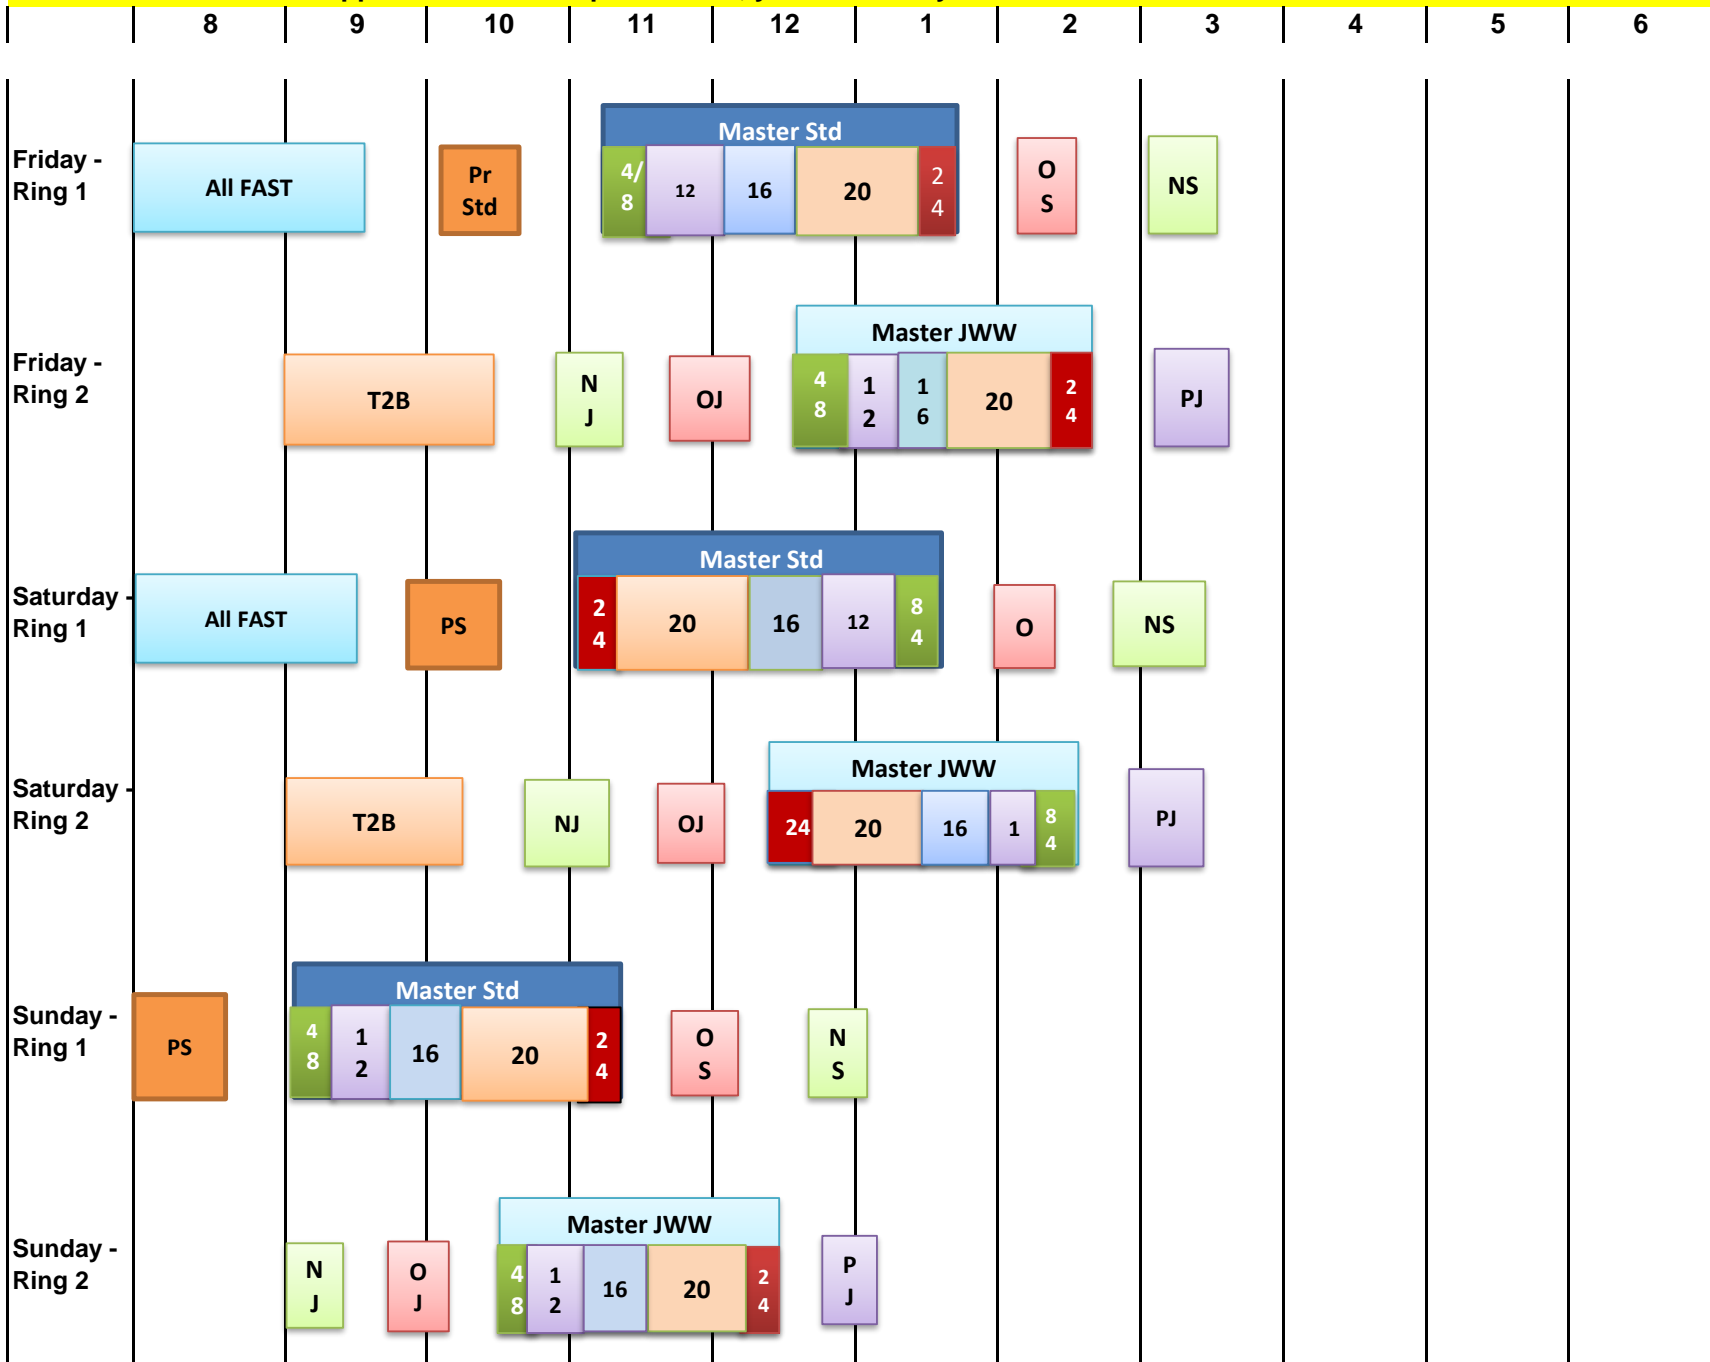 8 9 10 11 12 1 2 3 4 5 6
Friday -
Ring 1
All FAST
Pr
Std
Master Std
4/
8
12
16
20
2
4
O
S
NS
Friday -
Ring 2
T2B
N
J
OJ
Master JWW
4
8
1
2
1
6
20
2
4
PJ
Saturday -
Ring 1
All FAST
PS
Master Std
2
4
20
16
12
8
4
O
NS
Saturday -
Ring 2
T2B
NJ
OJ
Master JWW
24
20
16
1
8
4
PJ
Sunday -
Ring 1
PS
Master Std
4
8
1
2
16
20
2
4
O
S
N
S
Sunday -
Ring 2
N
J
O
J
Master JWW
4
8
1
2
16
20
2
4
P
J